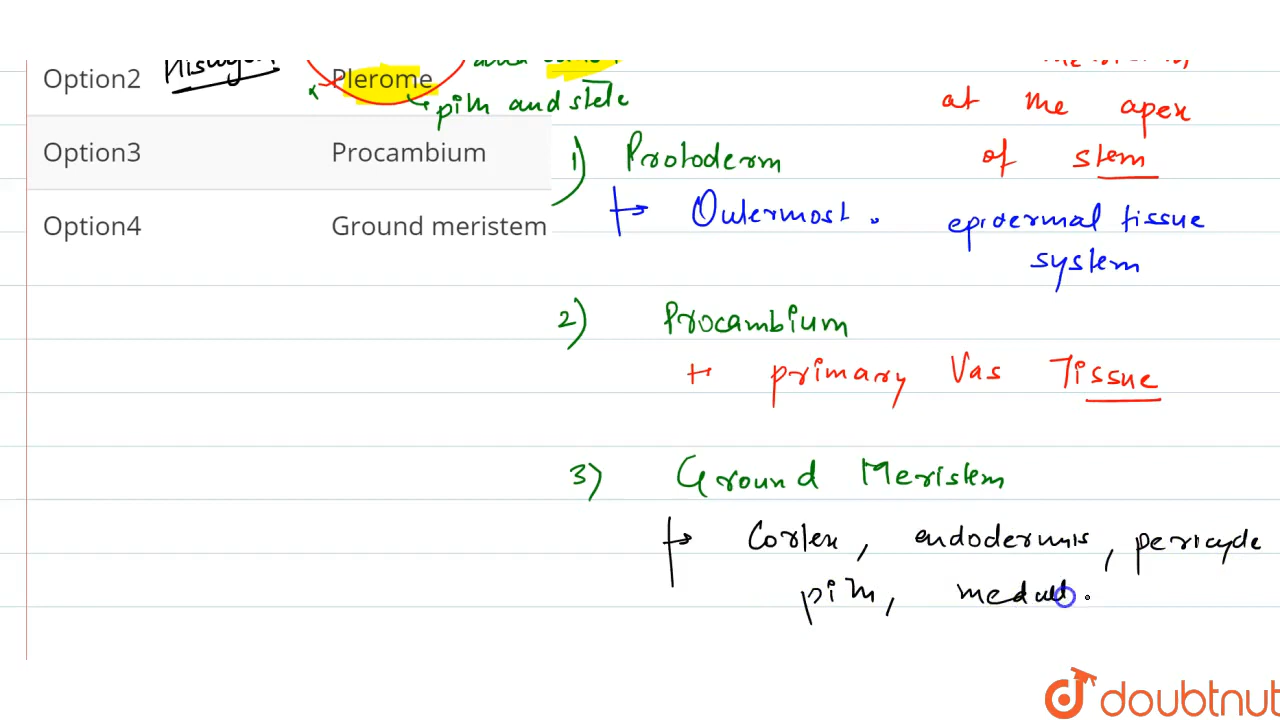 Option2 Plerome
pith and stele
at the apex
Option3 Procambium
1) Protoderm
of stem
Option4 Ground meristem
Outermost.
epidermal tissue
system
2) Procambium
primary Vas Tissue
3) Ground Meristem
Cortex, endodermis, pericycle
pith, medull
doubtnut